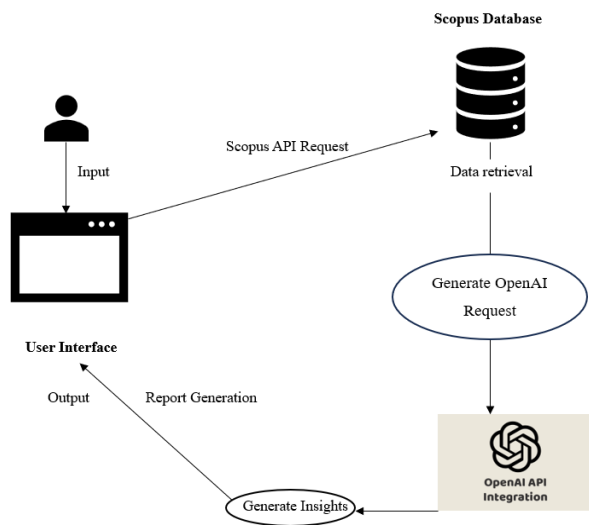 Scopus Database
Scopus API Request
Input
Data retrieval
Generate OpenAI
Request
User Interface
Output
Report Generation
OpenAI API
Integration
Generate Insights